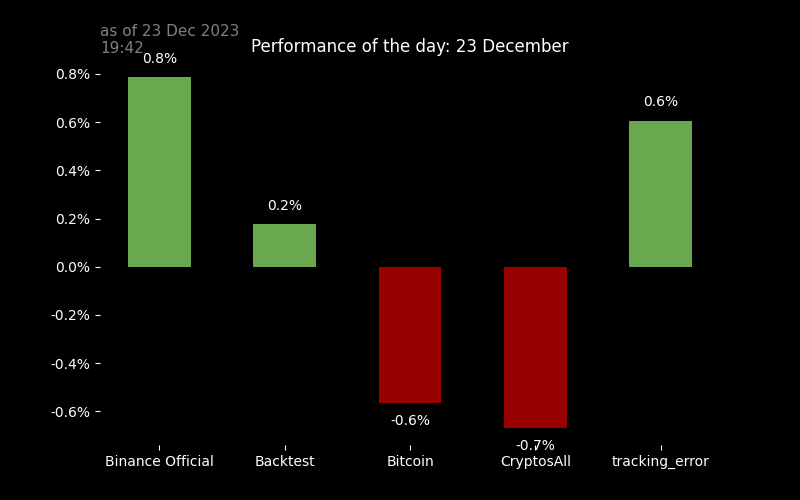 as of 23 Dec 2023
19:42
Performance of the day: 23 December
0.8%
0.6%
0.4%
0.2%
0.0%
-0.2%
-0.4%
-0.6%
0.8%
0.2%
-0.6%
-0.7%
0.6%
Binance Official
Backtest
Bitcoin
CryptosAll
tracking_error